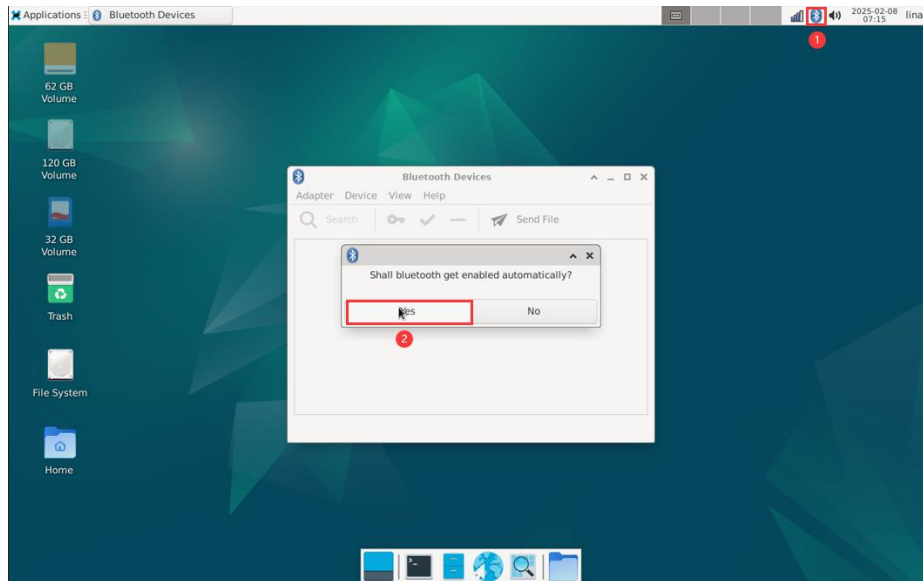 Applications
Bluetooth Devices
2025-02-08
07:15
lina
1
62 GB
Volume
120 GB
Volume
32 GB
Volume
Trash
File System
Home
Bluetooth Devices
Adapter Device View Help
Search
Send File
Shall bluetooth get enabled automatically?
Yes No
2